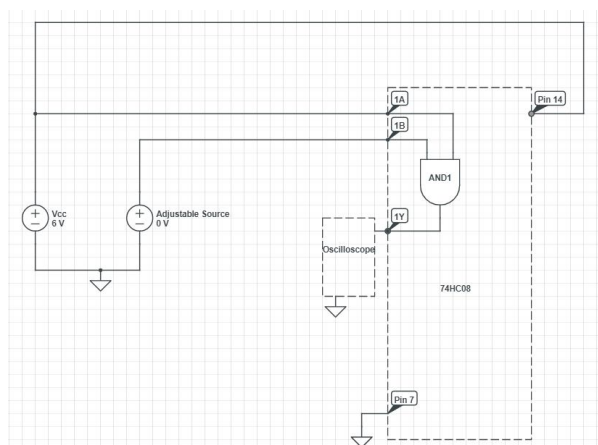 1A
Pin 14
1B
AND1
Vcc
6 V
Adjustable Source
0 V
1Y
Oscilloscope
74HC08
Pin 7